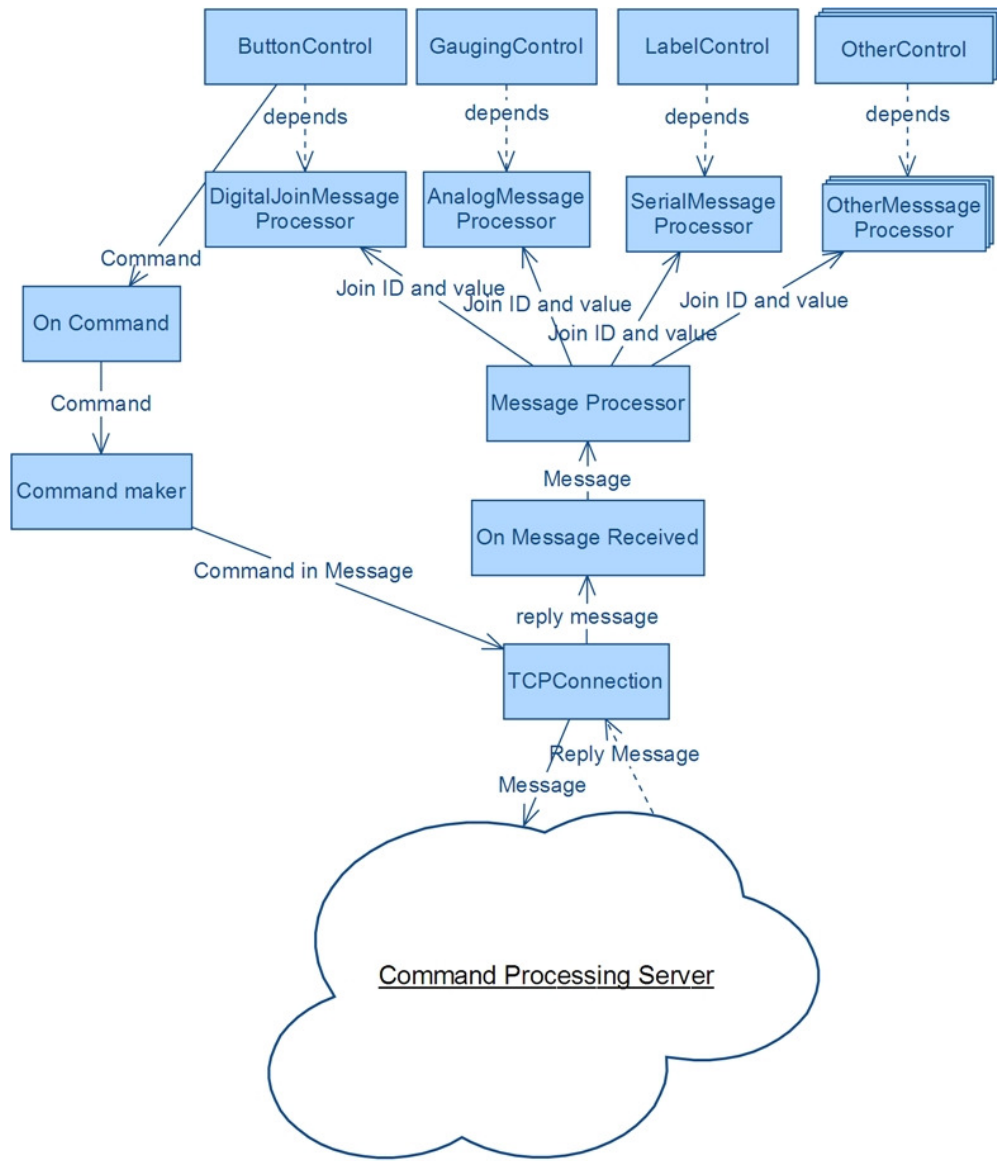 ButtonControl
GaugingControl
LabelControl
OtherControl
depends
depends
depends
depends
DigitalJoinMessage
Processor
AnalogMessage
Processor
SerialMessage
Processor
OtherMesssage
Processor
Command
Join ID and value
Join ID and value
Join ID and value
Join ID and value
On Command
Command
Message Processor
Command maker
Message
On Message Received
Command in Message
reply message
TCPConnection
Reply Message
Message
Command Processing Server